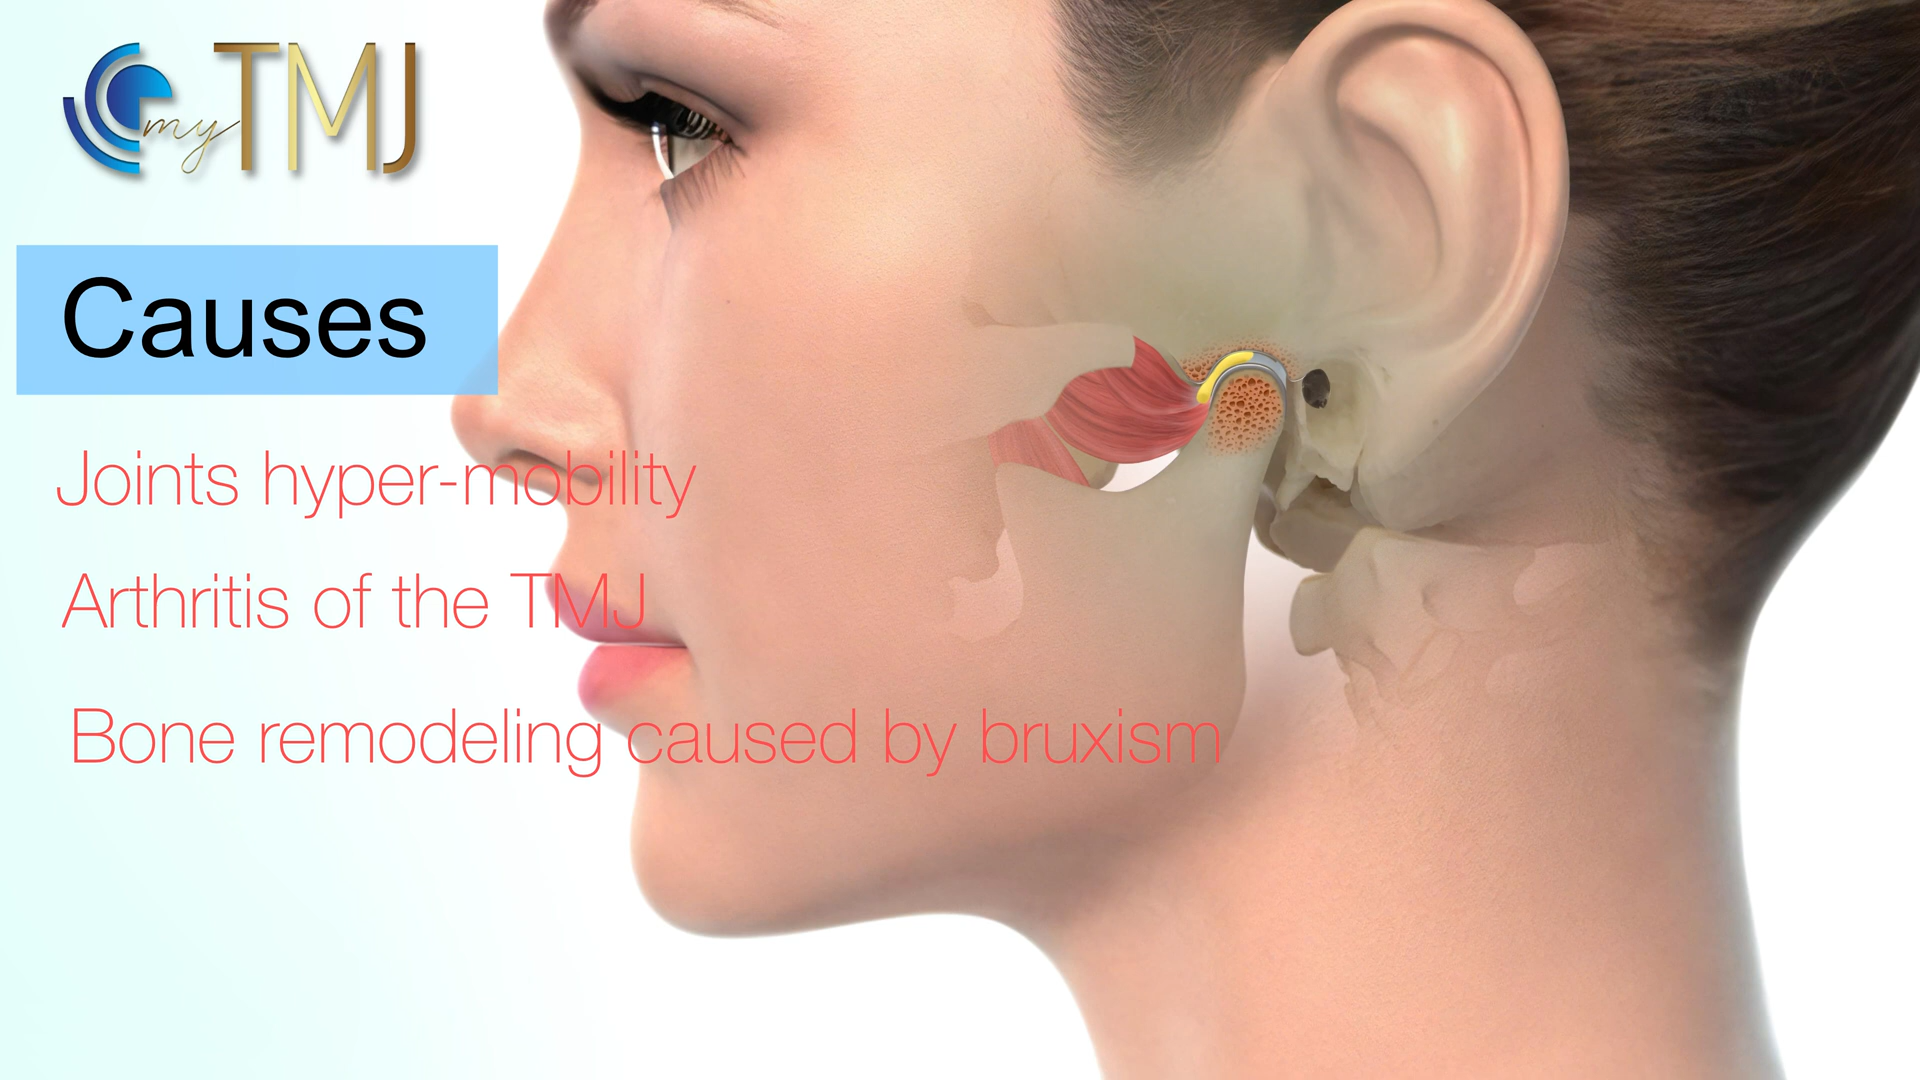 myTMJ
Causes
Joints hyper-mobility
Arthritis of the TMJ
Bone remodeling caused by bruxism